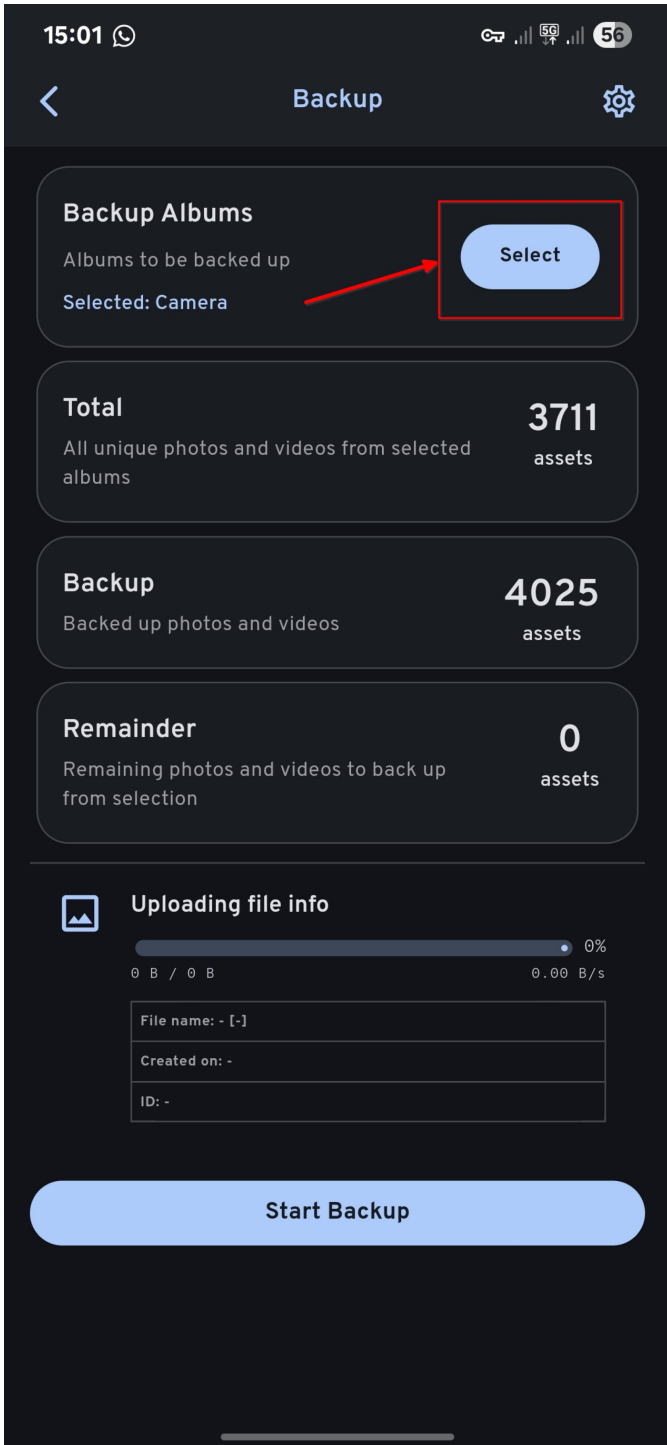 15:01
5G
56
Backup
Backup Albums
Albums to be backed up
Selected: Camera
Select
Total
All unique photos and videos from selected
albums
3711
assets
Backup
Backed up photos and videos
4025
assets
Remainder
Remaining photos and videos to back up
from selection
0
assets
Uploading file info
0%
0 B / 0 B
0.00 B/s
File name: - [-]
Created on: -
ID: -
Start Backup